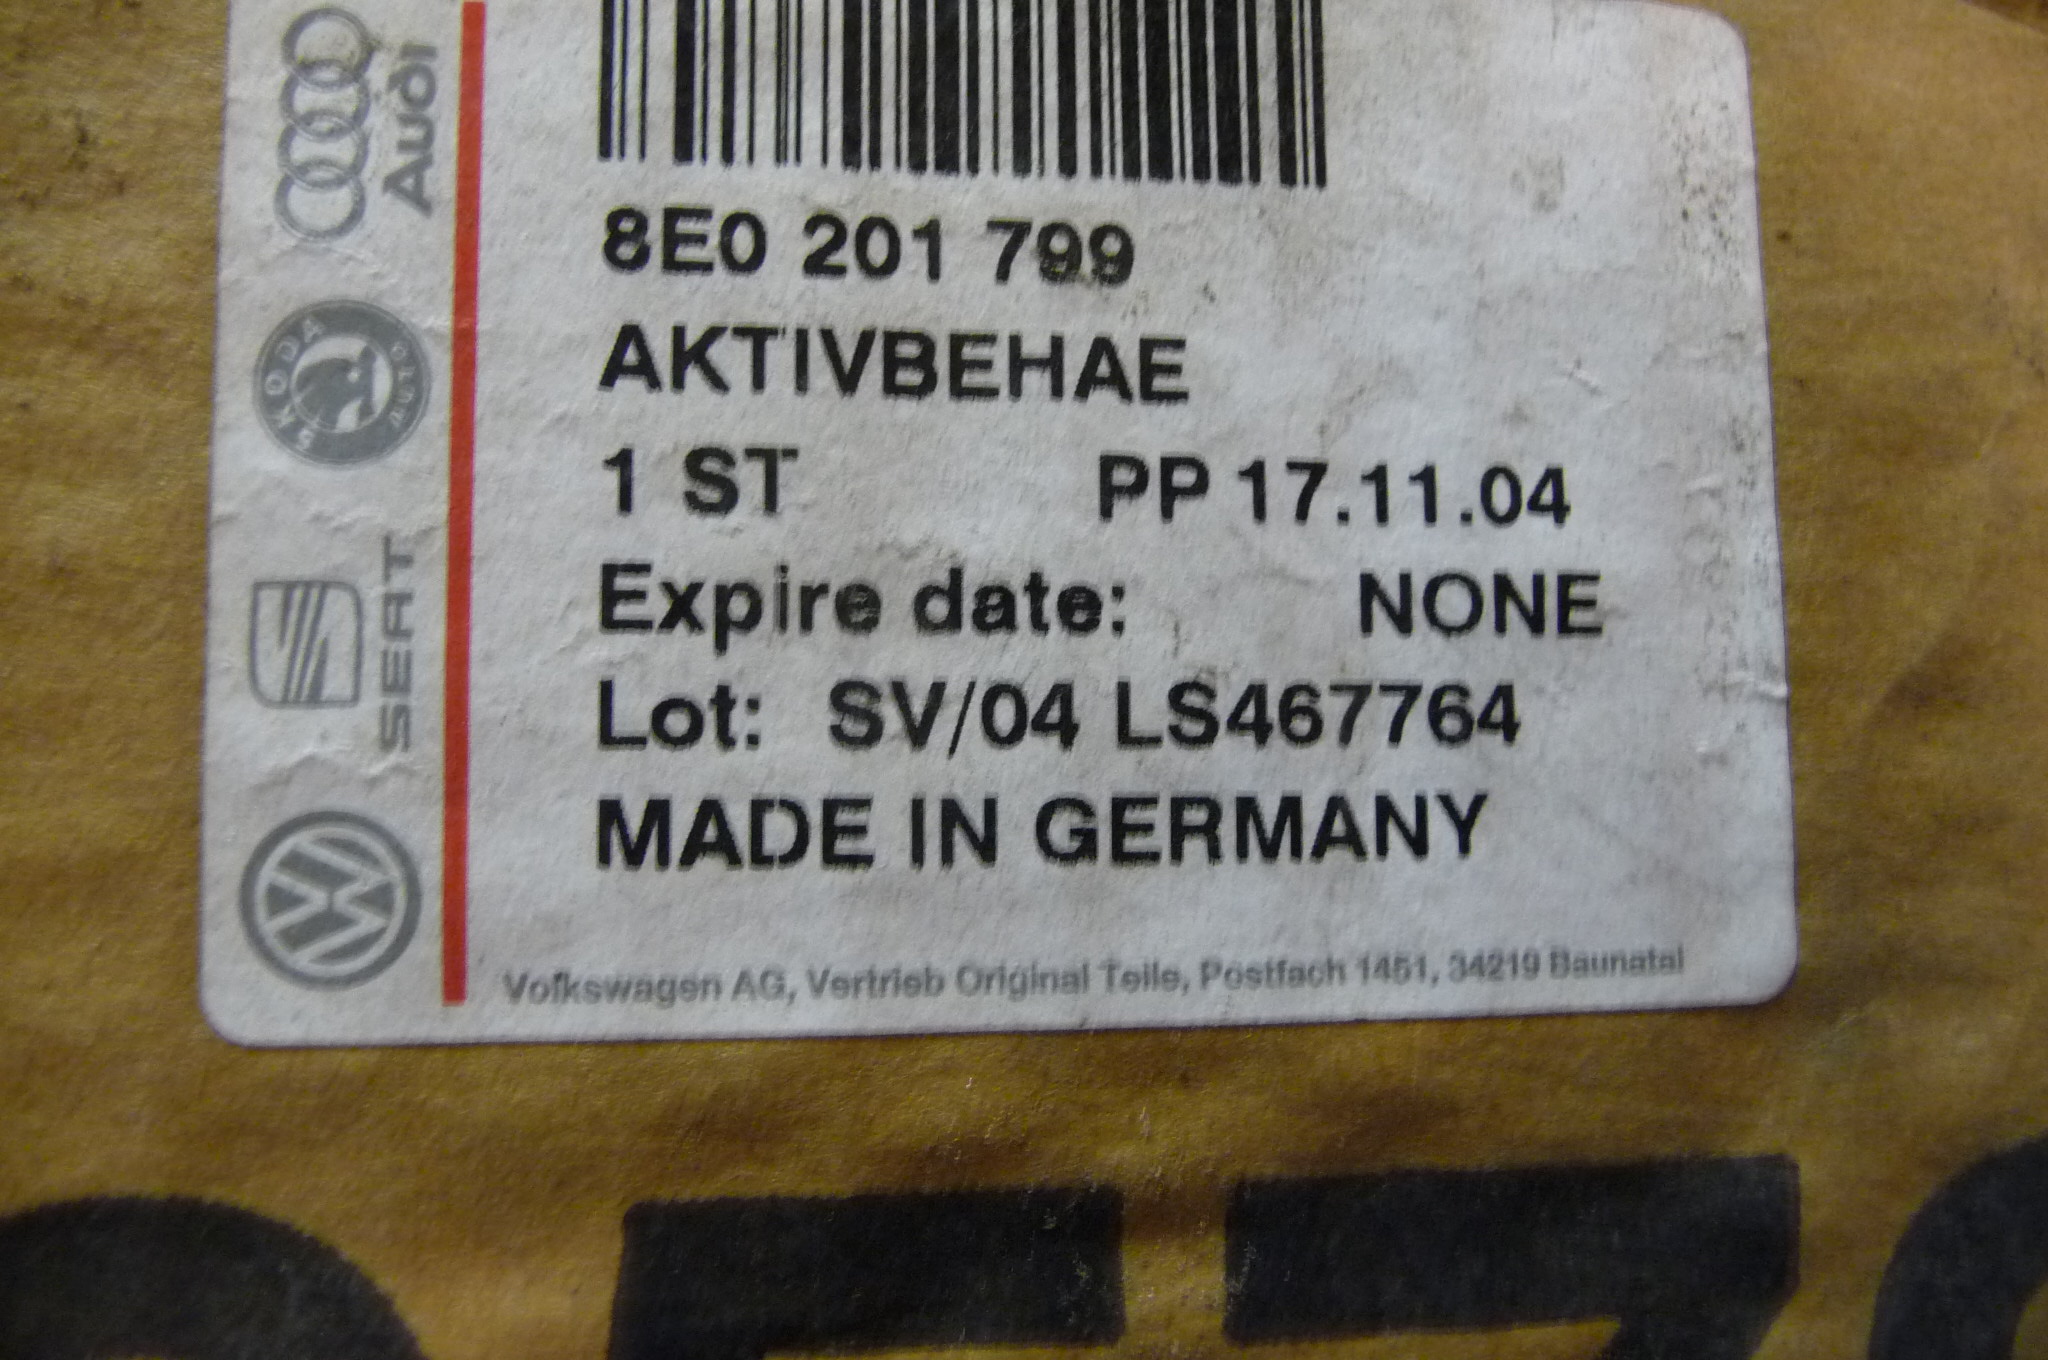 Audi
8E0 201 799
AKTIVBEHAE
SKODA AUTO
1 ST PP 17.11.04
Expire date: NONE
SEAT
Lot: SV/04 LS467764
MADE IN GERMANY
Volkswagen AG, Vertrieb Original Teile, Postfach 1451, 34219 Baunatal